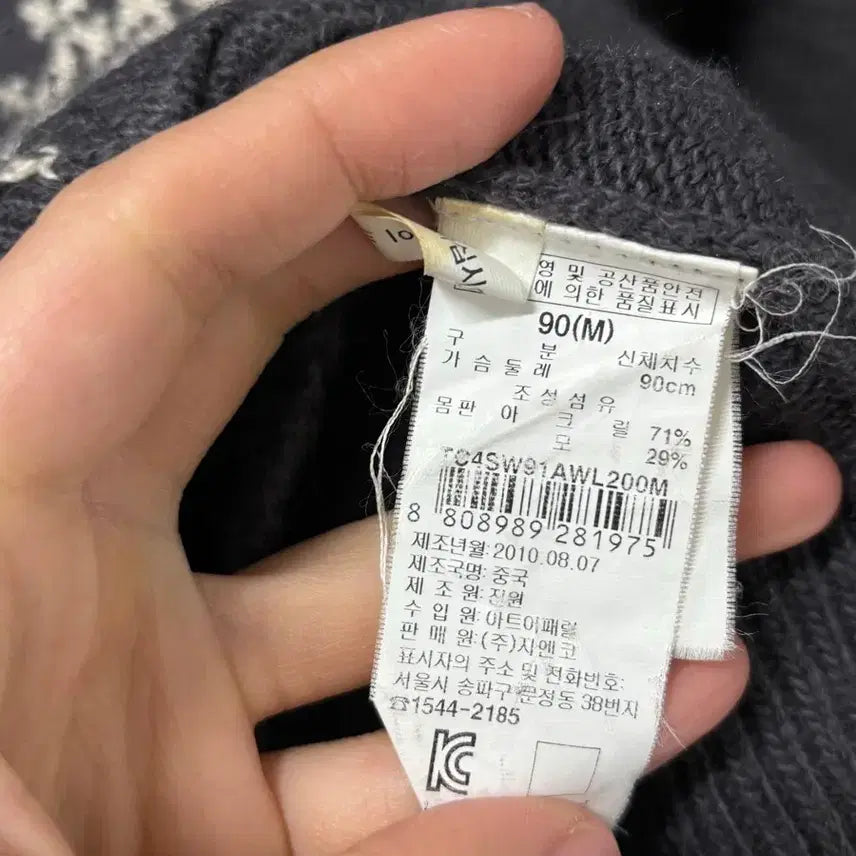 영 및 공산품안전
에 의한 품질표시
90(M)
구 분 신체치수
가 슴 둘 레 90cm
조 성 섬 유
몸판 아 크 릴 71%
모 29%
TC4SW91AWL200M
8 808989 281975
제조년월:2010.08.07
제조국명:중국
제 조 원:진원
수 입 원:아트어패럴
판 매 원:(주)지엔코
표시자의 주소 및 전화번호:
서울시 송파구 문정동 38번지
☎1544-2185